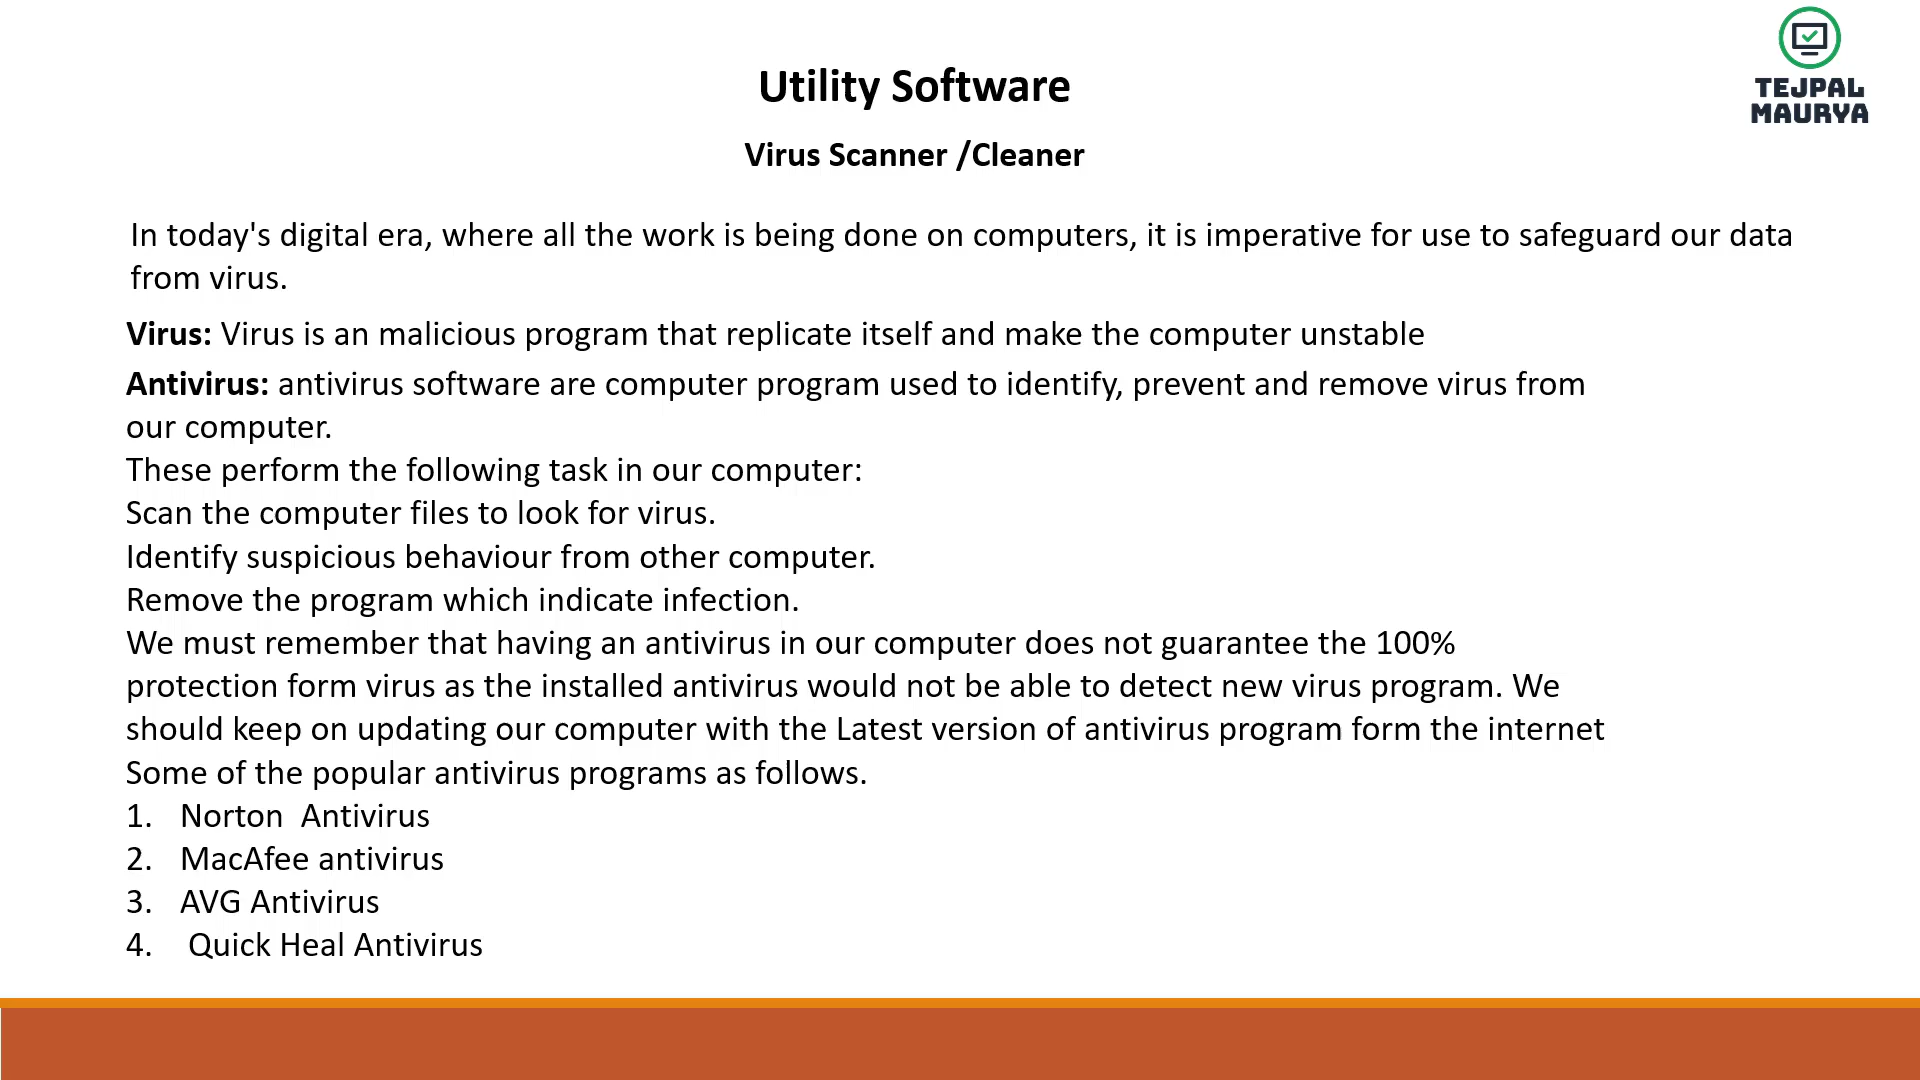 TEJPAL
MAURYA
Utility Software
Virus Scanner /Cleaner
In today's digital era, where all the work is being done on computers, it is imperative for use to safeguard our data
from virus.
Virus: Virus is an malicious program that replicate itself and make the computer unstable
Antivirus: antivirus software are computer program used to identify, prevent and remove virus from
our computer.
These perform the following task in our computer:
Scan the computer files to look for virus.
Identify suspicious behaviour from other computer.
Remove the program which indicate infection.
We must remember that having an antivirus in our computer does not guarantee the 100%
protection form virus as the installed antivirus would not be able to detect new virus program. We
should keep on updating our computer with the Latest version of antivirus program form the internet
Some of the popular antivirus programs as follows.
1. Norton  Antivirus
2. MacAfee antivirus
3. AVG Antivirus
4. Quick Heal Antivirus